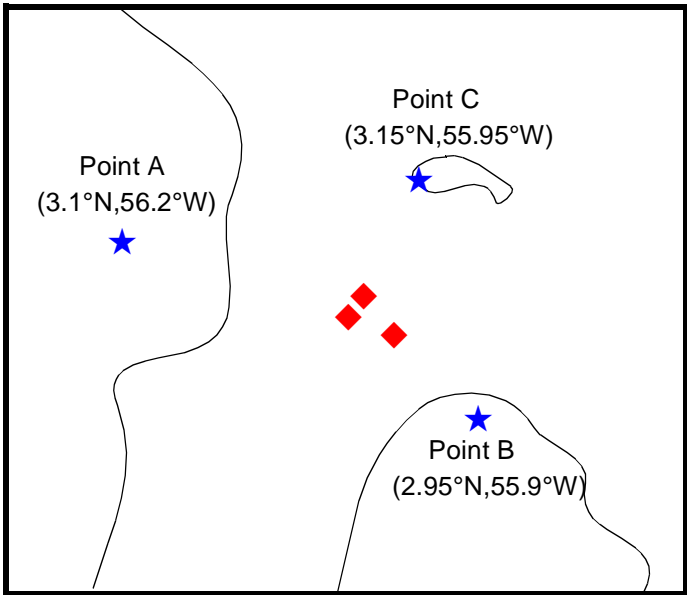 Point C
(3.15°N,55.95°W)
Point A
(3.1°N,56.2°W)
Point B
(2.95°N,55.9°W)